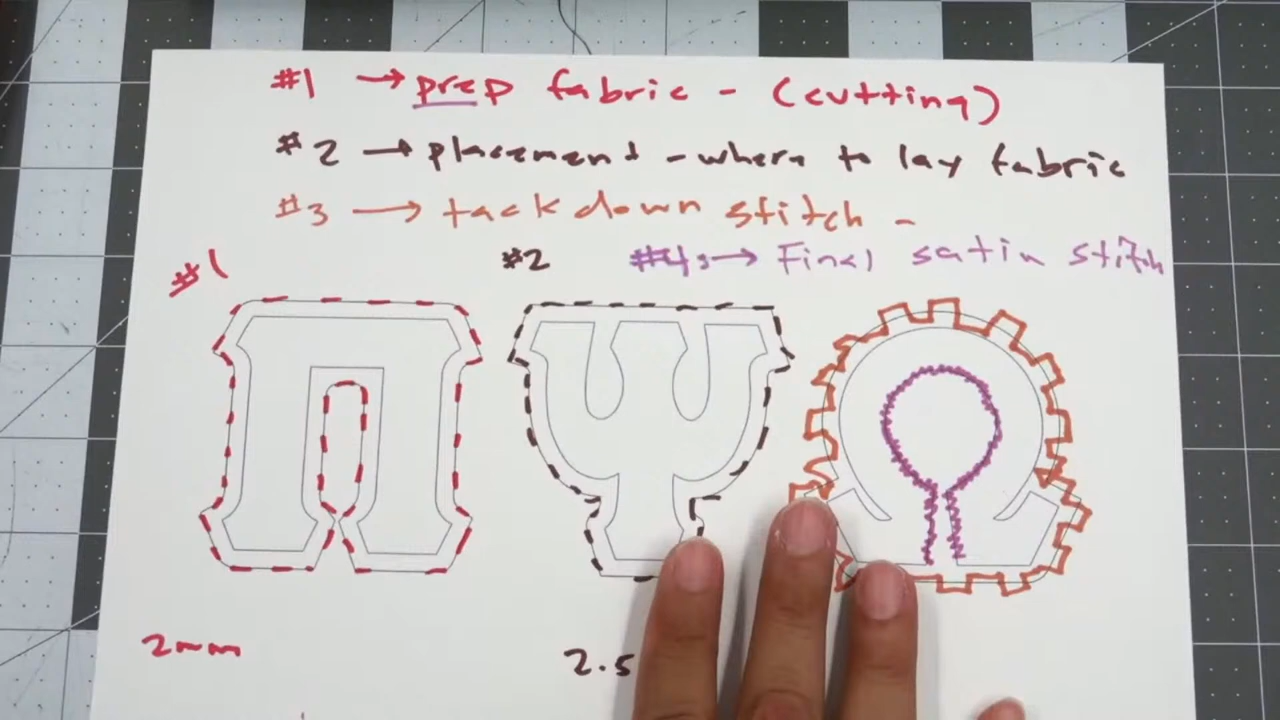 #1 → prep fabric - (cutting)
#2 → placement - where to lay fabric
#3 → tack down stitch -
#1
#2
#4: → Final satin stitch
Π Ψ Ω
2mm
2.5